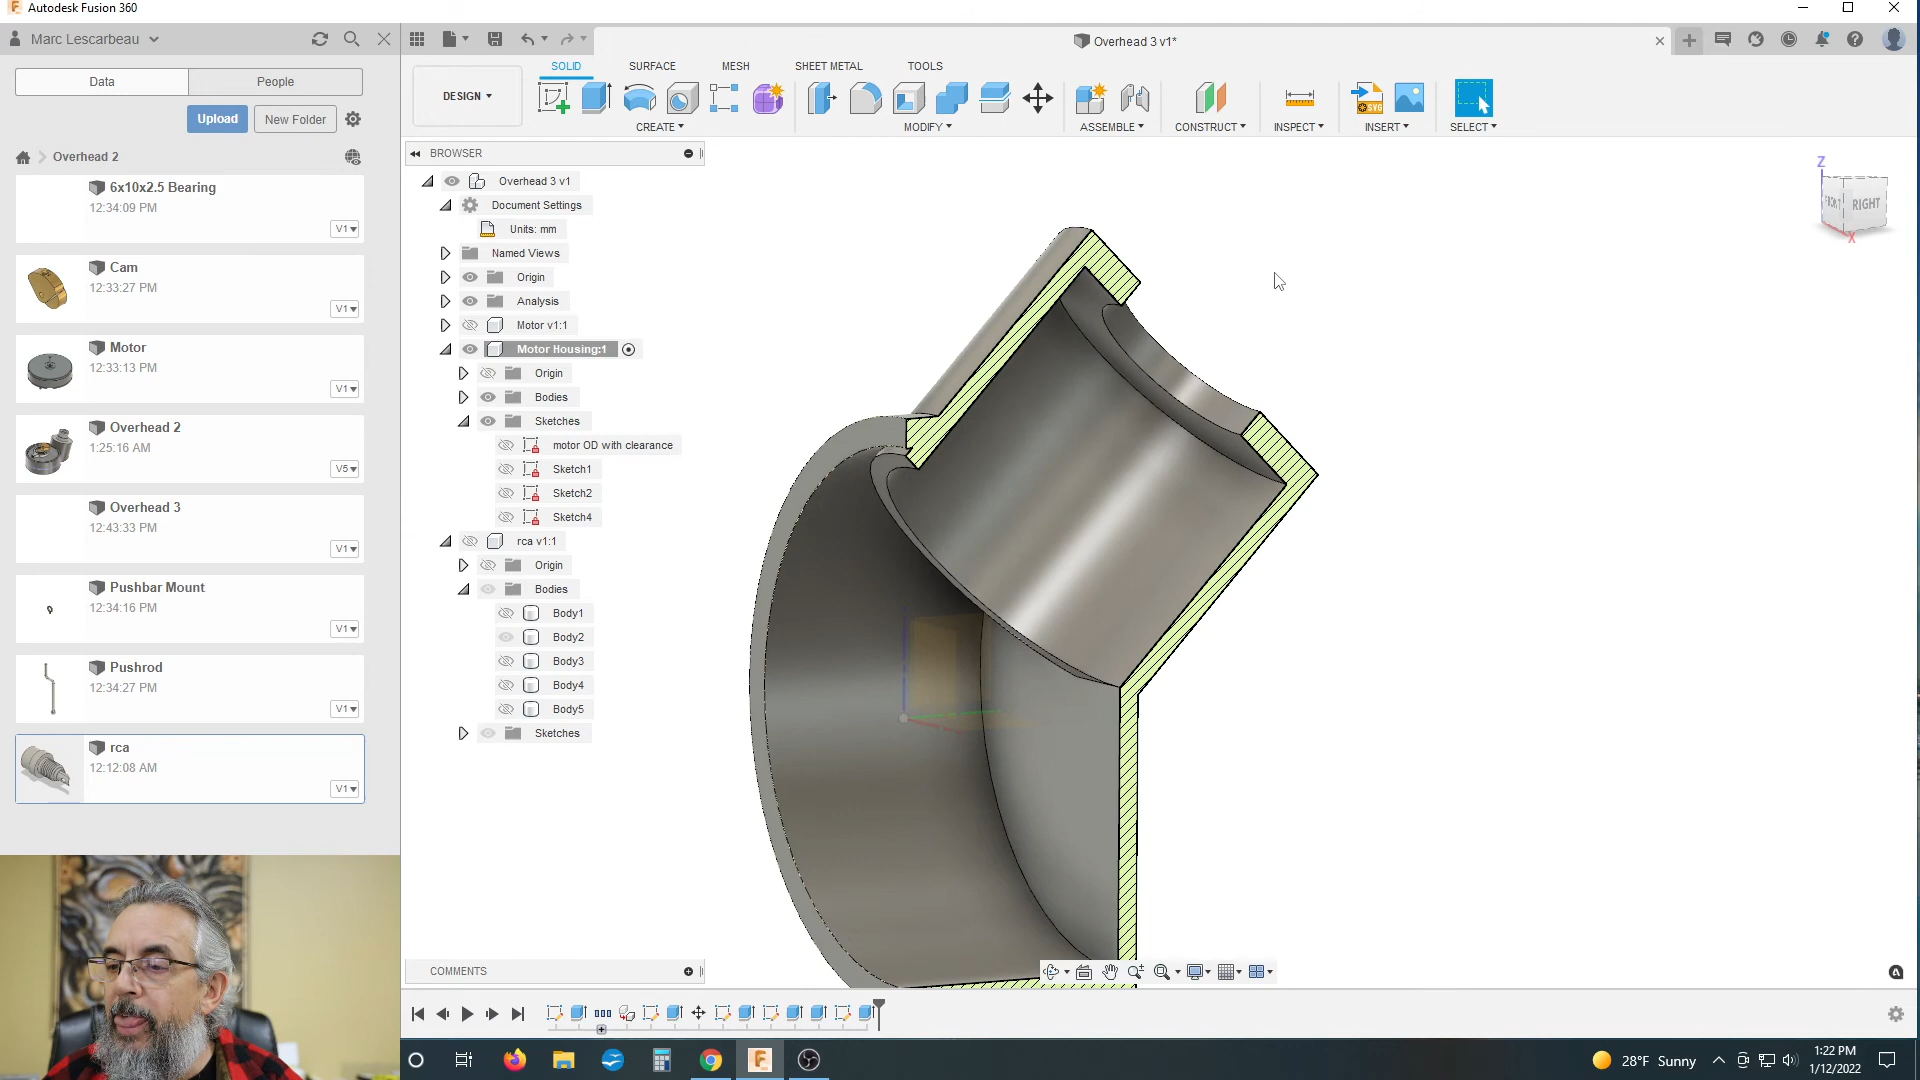 Autodesk Fusion 360
Marc Lescarbeau
Data
People
Upload
New Folder
Overhead 2
6x10x2.5 Bearing
12:34:09 PM
V1
Cam
12:33:27 PM
V1
Motor
12:33:13 PM
V1
Overhead 2
1:25:16 AM
V5
Overhead 3
12:43:33 PM
V1
Pushbar Mount
12:34:16 PM
V1
Pushrod
12:34:27 PM
V1
rca
12:12:08 AM
V1
Overhead 3 v1*
DESIGN
SOLID
SURFACE
MESH
SHEET METAL
TOOLS
CREATE
MODIFY
ASSEMBLE
CONSTRUCT
INSPECT
INSERT
SELECT
BROWSER
Overhead 3 v1
Document Settings
Units: mm
Named Views
Origin
Analysis
Motor v1:1
Motor Housing:1
Origin
Bodies
Sketches
motor OD with clearance
Sketch1
Sketch2
Sketch4
rca v1:1
Origin
Bodies
Body1
Body2
Body3
Body4
Body5
Sketches
Z
FRONT
RIGHT
X
COMMENTS
28°F Sunny
1:22 PM
1/12/2022